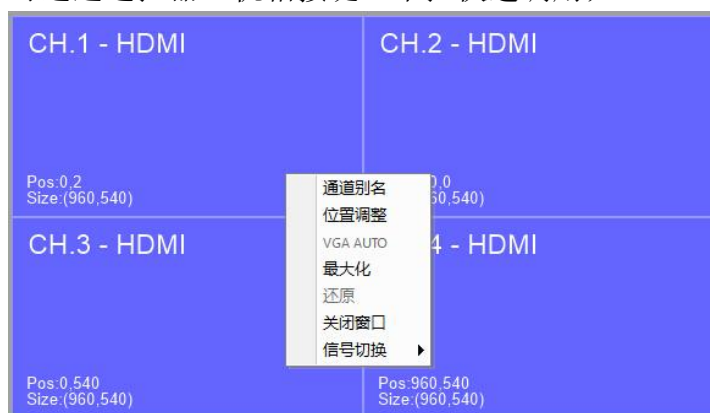 CH.1 - HDMI
CH.2 - HDMI
Pos:0,2
Size:(960,540)
,0
60,540)
通道别名
位置调整
VGA AUTO
最大化
还原
关闭窗口
信号切换
CH.3 - HDMI
4 - HDMI
Pos:0,540
Size:(960,540)
Pos:960,540
Size:(960,540)